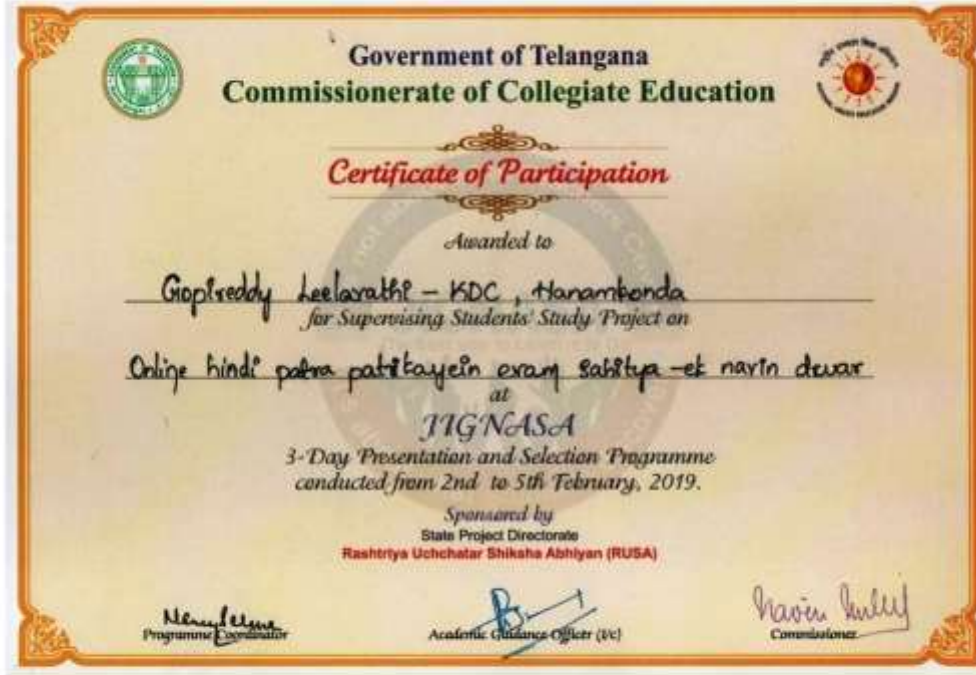 Government of Telangana
Commissionerate of Collegiate Education
Certificate of Participation
Awarded to
Gopireddy Leelavathi – KDC, Hanamkonda
for Supervising Students' Study Project on
Online hindi patra patrikayein evam sahitya – ek navin dwar
at
JIGNASA
3-Day Presentation and Selection Programme
conducted from 2nd to 5th February, 2019.
Sponsored by
State Project Directorate
Rashtriya Uchchatar Shiksha Abhiyan (RUSA)
Programme Coordinator
Academic Guidance Officer (I/c)
Commissioner